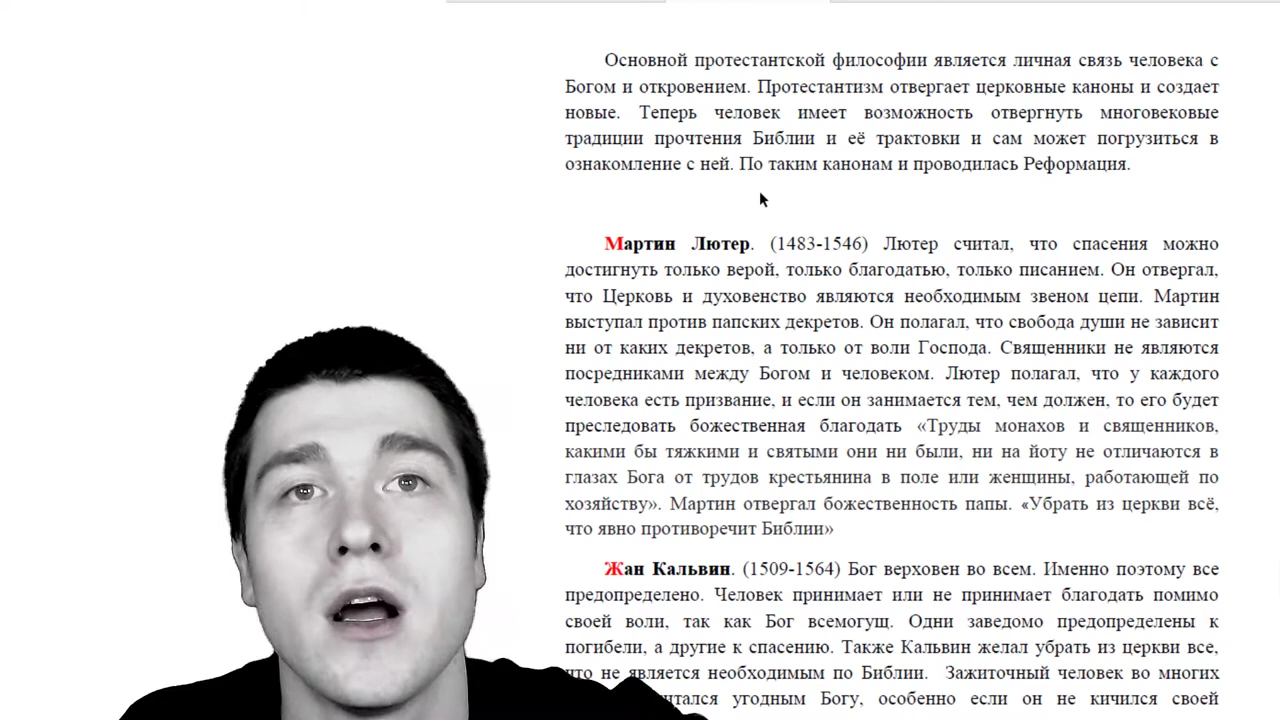 Основной протестантской философии является личная связь человека с
Богом и откровением. Протестантизм отвергает церковные каноны и создает
новые. Теперь человек имеет возможность отвергнуть многовековые
традиции прочтения Библии и её трактовки и сам может погрузиться в
ознакомление с ней. По таким канонам и проводилась Реформация.
Мартин Лютер. (1483-1546) Лютер считал, что спасения можно
достигнуть только верой, только благодатью, только писанием. Он отвергал,
что Церковь и духовенство являются необходимым звеном цепи. Мартин
выступал против папских декретов. Он полагал, что свобода души не зависит
ни от каких декретов, а только от воли Господа. Священники не являются
посредниками между Богом и человеком. Лютер полагал, что у каждого
человека есть призвание, и если он занимается тем, чем должен, то его будет
преследовать божественная благодать «Труды монахов и священников,
какими бы тяжкими и святыми они ни были, ни на йоту не отличаются в
глазах Бога от трудов крестьянина в поле или женщины, работающей по
хозяйству». Мартин отвергал божественность папы. «Убрать из церкви всё,
что явно противоречит Библии»
Жан Кальвин. (1509-1564) Бог верховен во всем. Именно поэтому все
предопределено. Человек принимает или не принимает благодать помимо
своей воли, так как Бог всемогущ. Одни заведомо предопределены к
погибели, а другие к спасению. Также Кальвин желал убрать из церкви все,
что не является необходимым по Библии. Зажиточный человек во многих
угодным Богу, особенно если он не кичился своей